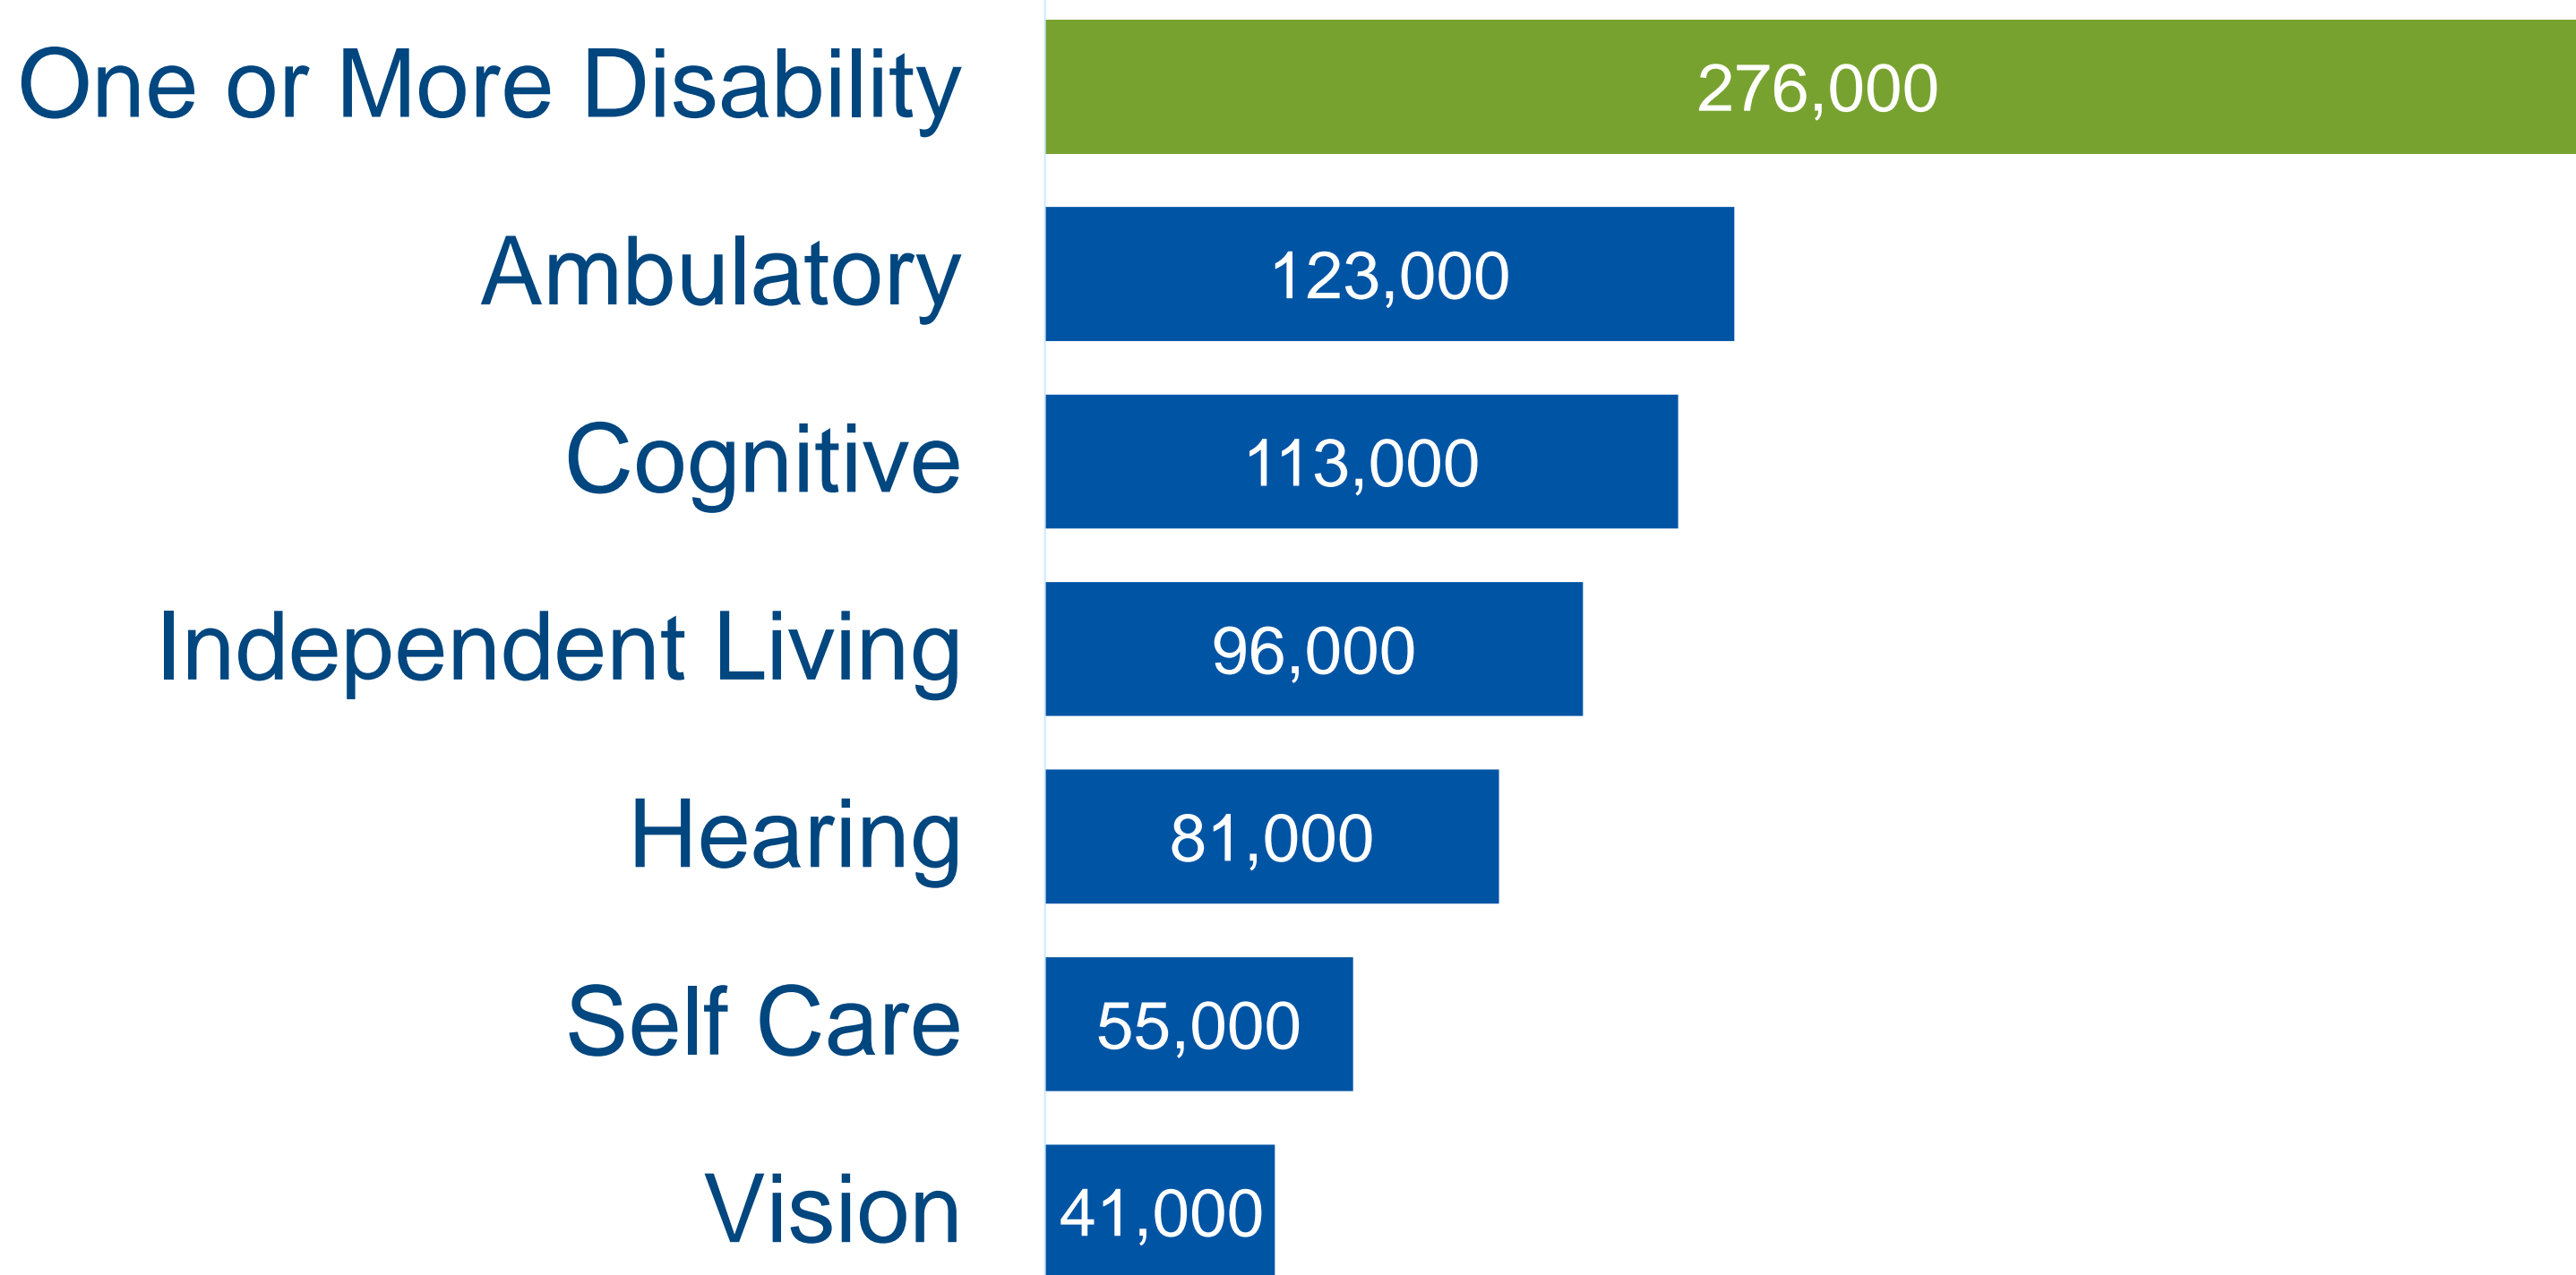 One or More Disability 276,000
Ambulatory 123,000
Cognitive 113,000
Independent Living 96,000
Hearing 81,000
Self Care 55,000
Vision 41,000